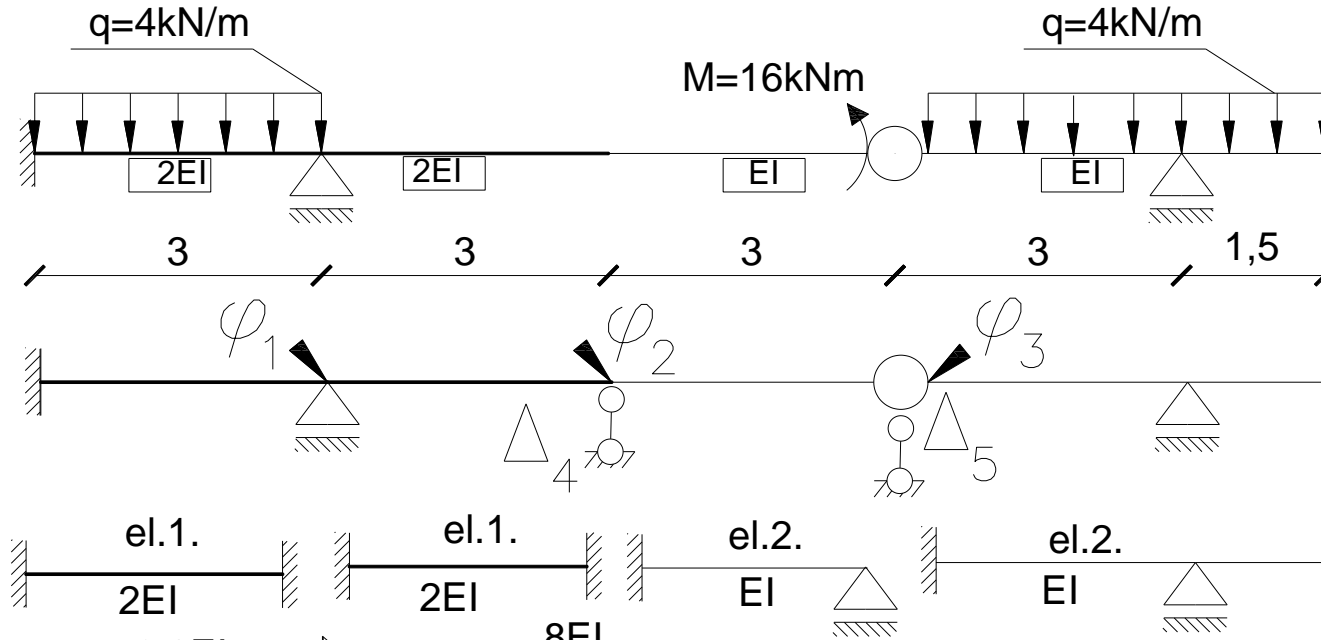 q=4kN/m q=4kN/m
M=16kNm
2EI 2EI EI EI
3 3 3 3 1,5
φ1 φ2 φ3
Δ4 Δ5
el.1. el.1. el.2. el.2.
2EI 2EI EI EI
8EI